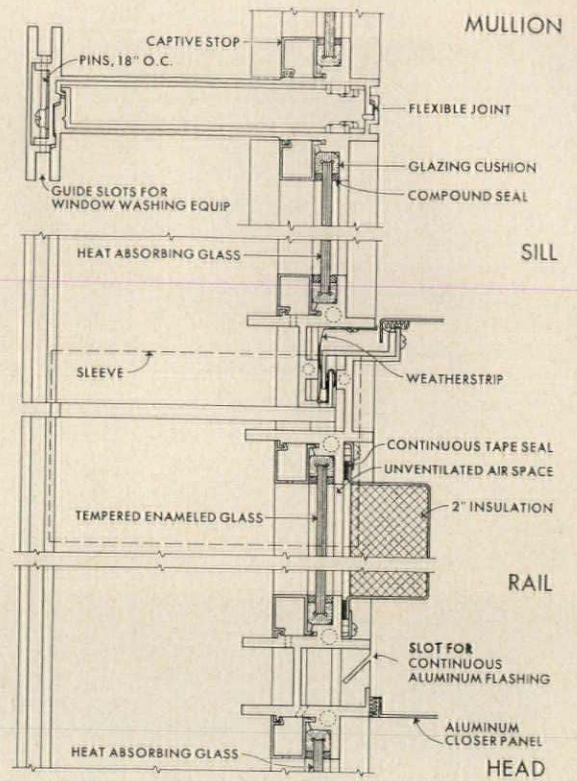 MULLION
CAPTIVE STOP
PINS, 18" O.C.
FLEXIBLE JOINT
GLAZING CUSHION
GUIDE SLOTS FOR
WINDOW WASHING EQUIP
COMPOUND SEAL
HEAT ABSORBING GLASS
SILL
SLEEVE
WEATHERSTRIP
CONTINUOUS TAPE SEAL
UNVENTILATED AIR SPACE
TEMPERED ENAMELED GLASS
2" INSULATION
RAIL
SLOT FOR
CONTINUOUS
ALUMINUM FLASHING
ALUMINUM
CLOSER PANEL
HEAT ABSORBING GLASS
HEAD